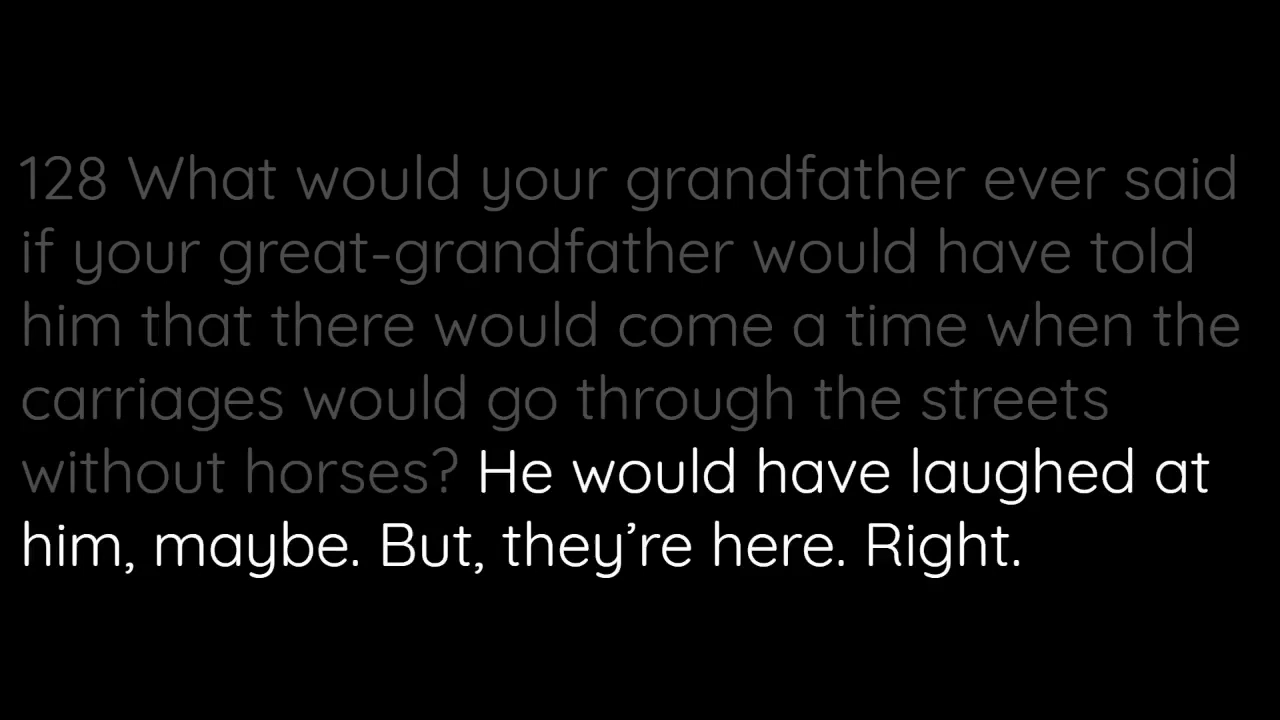 128 What would your grandfather ever said
if your great-grandfather would have told
him that there would come a time when the
carriages would go through the streets
without horses? He would have laughed at
him, maybe. But, they’re here. Right.